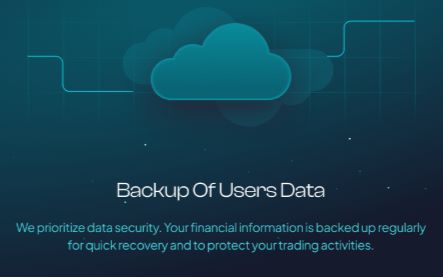 Backup Of Users Data
We prioritize data security. Your financial information is backed up regularly
for quick recovery and to protect your trading activities.